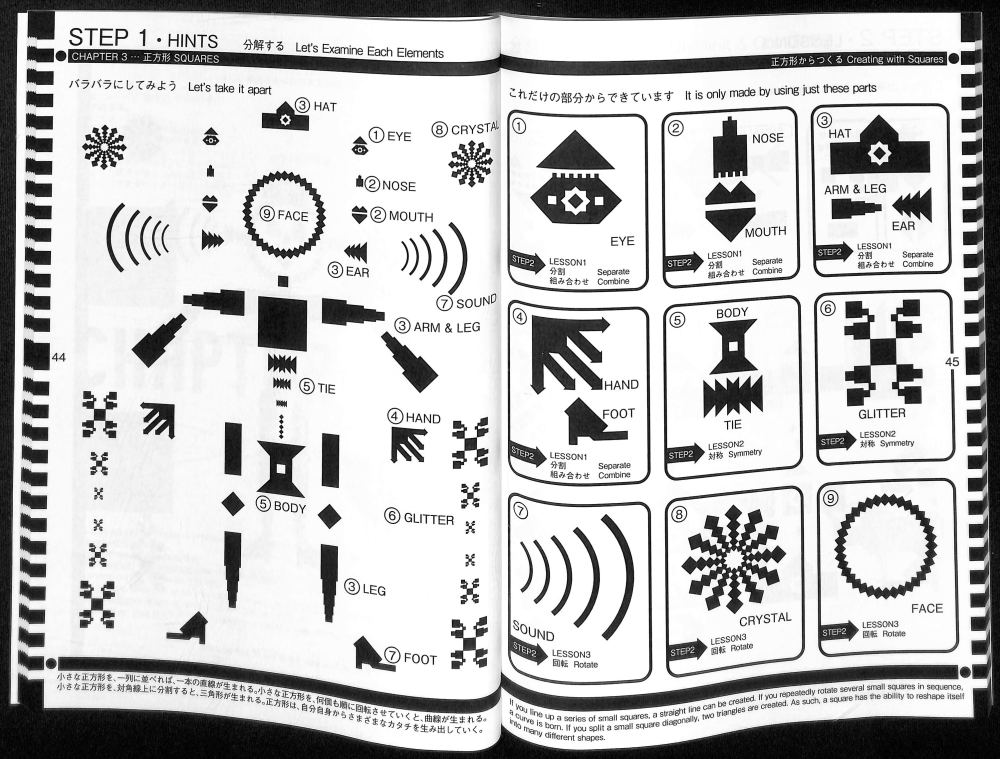 STEP 1・HINTS 分解する Let's Examine Each Elements
CHAPTER 3 … 正方形 SQUARES
バラバラにしてみよう Let's take it apart
③ HAT
① EYE
⑧ CRYSTAL
② NOSE
② MOUTH
⑨ FACE
③ EAR
⑦ SOUND
③ ARM & LEG
44
⑤ TIE
④ HAND
⑤ BODY
⑥ GLITTER
③ LEG
⑦ FOOT
小さな正方形を、一列に並べれば、一本の直線が生まれる。小さな正方形を、何個も順に回転させていくと、曲線が生まれる。
小さな正方形を、対角線上に分割すると、三角形が生まれる。正方形は、自分自身からさまざまなカタチを生み出していく。
正方形からつくる Creating with Squares
これだけの部分からできています It is only made by using just these parts
①
EYE
STEP2
LESSON1
分割 Separate
組み合わせ Combine
②
NOSE
MOUTH
STEP2
LESSON1
分割 Separate
組み合わせ Combine
③
HAT
ARM & LEG
EAR
STEP2
LESSON1
分割 Separate
組み合わせ Combine
④
HAND
FOOT
STEP2
LESSON1
分割 Separate
組み合わせ Combine
⑤
BODY
TIE
STEP2
LESSON2
対称 Symmetry
⑥
GLITTER
STEP2
LESSON2
対称 Symmetry
45
⑦
SOUND
STEP2
LESSON3
回転 Rotate
⑧
CRYSTAL
STEP2
LESSON3
回転 Rotate
⑨
FACE
STEP2
LESSON3
回転 Rotate
If you line up a series of small squares, a straight line can be created. If you repeatedly rotate several small squares in sequence,
a curve is born. If you split a small square diagonally, two triangles are created. As such, a square has the ability to reshape itself
into many different shapes.